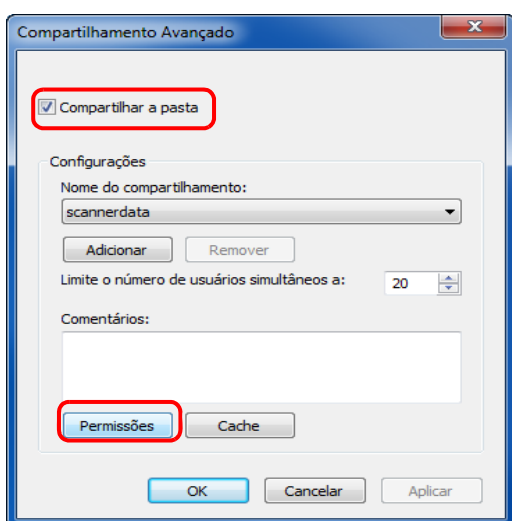 Compartilhamento Avançado
Compartilhar a pasta
Configurações
Nome do compartilhamento:
scannerdata
Adicionar Remover
Limite o número de usuários simultâneos a: 20
Comentários:
Permissões Cache
OK Cancelar Aplicar